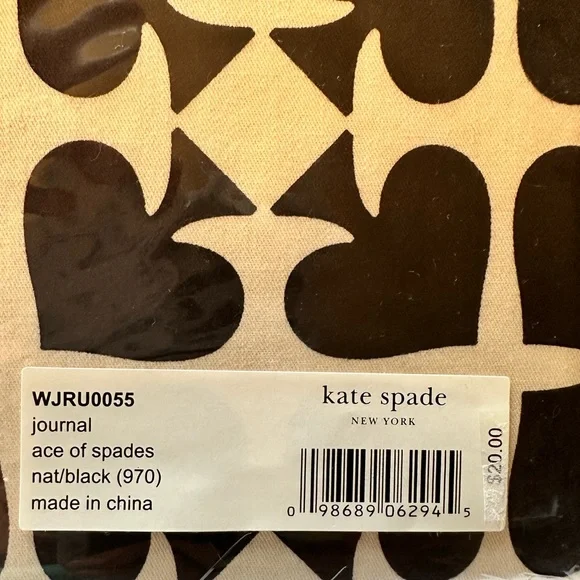 WJRU0055
journal
ace of spades
nat/black (970)
made in china
kate spade
NEW YORK
0 98689 06294 5
$20.00